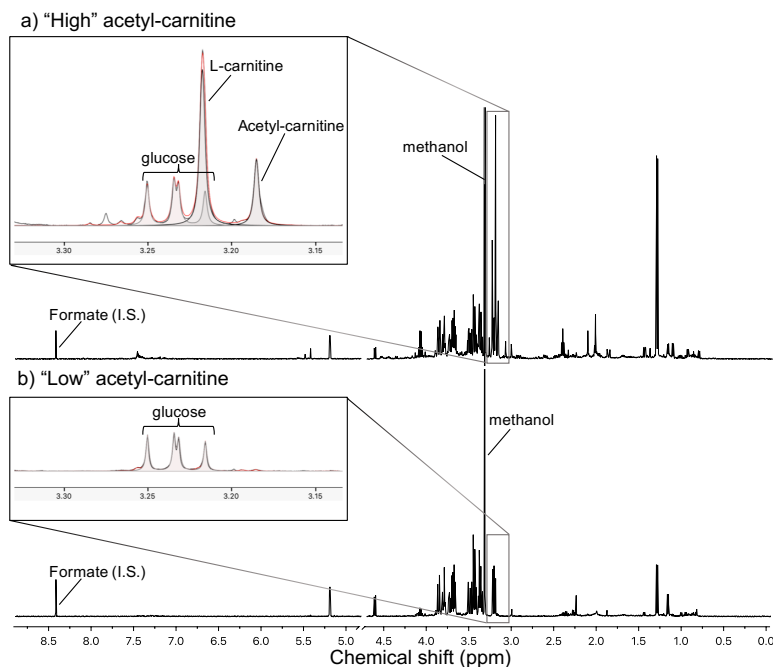 a) “High” acetyl-carnitine
L-carnitine
Acetyl-carnitine
glucose
methanol
3.30 3.25 3.20 3.15
Formate (I.S.)
b) “Low” acetyl-carnitine
glucose
methanol
3.30 3.25 3.20 3.15
Formate (I.S.)
8.5 8.0 7.5 7.0 6.5 6.0 5.5 5.0 4.5 4.0 3.5 3.0 2.5 2.0 1.5 1.0 0.5 0.0
Chemical shift (ppm)